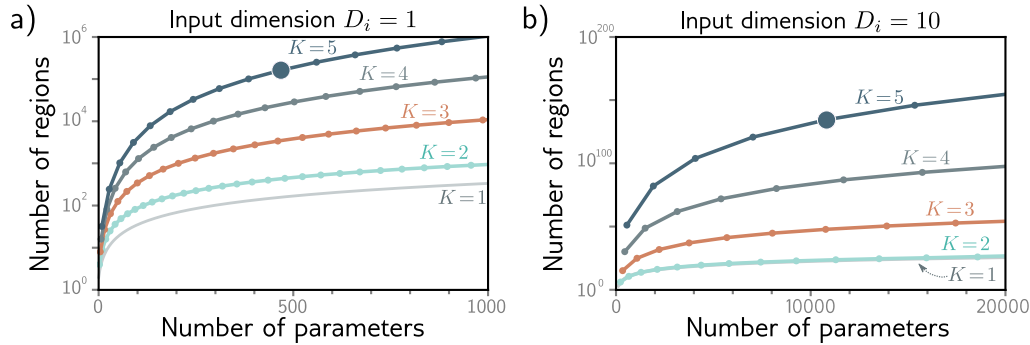 a)
Input dimension D_i = 1
Number of regions
10^6
10^4
10^2
10^0
K=5
K=4
K=3
K=2
K=1
0
500
1000
Number of parameters
b)
Input dimension D_i = 10
Number of regions
10^200
10^100
10^0
K=5
K=4
K=3
K=2
K=1
0
10000
20000
Number of parameters